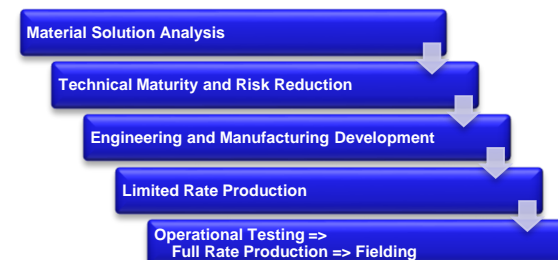 Material Solution Analysis
Technical Maturity and Risk Reduction
Engineering and Manufacturing Development
Limited Rate Production
Operational Testing =>
Full Rate Production => Fielding